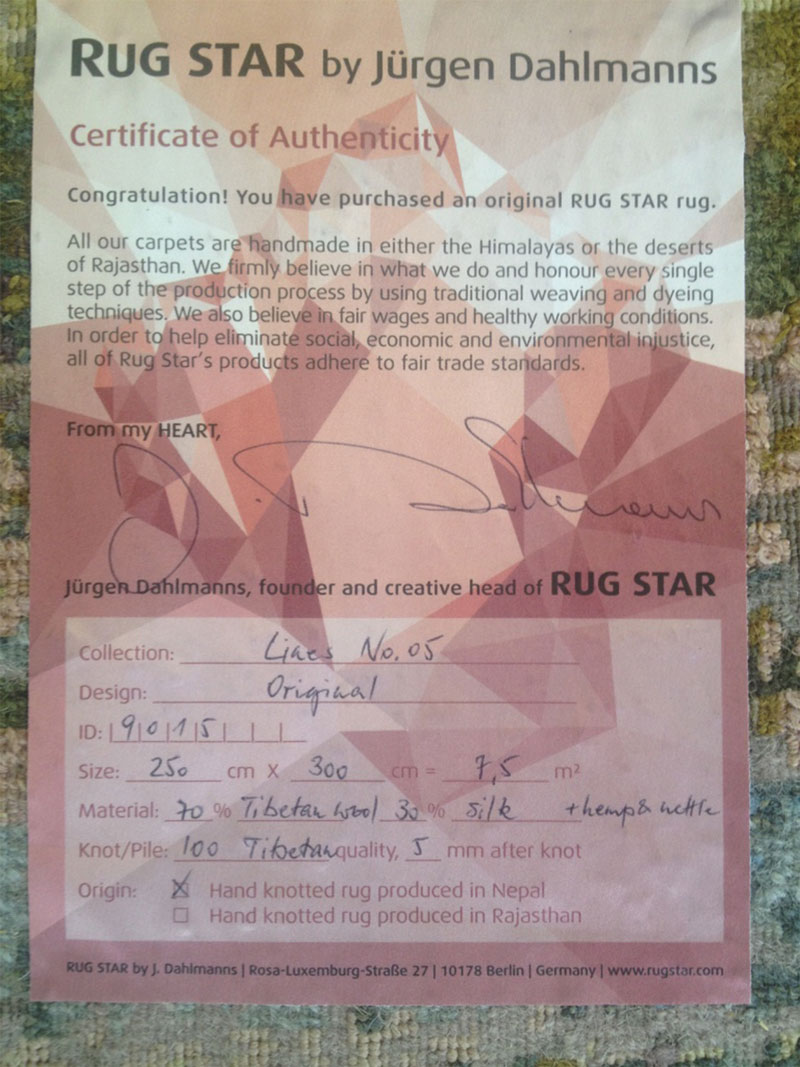 RUG STAR by Jürgen Dahlmanns
Certificate of Authenticity
Congratulation! You have purchased an original RUG STAR rug.
All our carpets are handmade in either the Himalayas or the deserts
of Rajasthan. We firmly believe in what we do and honour every single
step of the production process by using traditional weaving and dyeing
techniques. We also believe in fair wages and healthy working conditions.
In order to help eliminate social, economic and environmental injustice,
all of Rug Star's products adhere to fair trade standards.
From my HEART,
J. Dahlmanns
Jürgen Dahlmanns, founder and creative head of RUG STAR
Collection: Lines No. 05
Design: Original
ID: |9|0|1|5| | |
Size: 250 cm X 300 cm = 7,5 m²
Material: 70 % Tibetan wool 30 % silk + hemp & nettle
Knot/Pile: 100 Tibetan quality, 5 mm after knot
Origin: ☒ Hand knotted rug produced in Nepal
☐ Hand knotted rug produced in Rajasthan
RUG STAR by J. Dahlmanns | Rosa-Luxemburg-Straße 27 | 10178 Berlin | Germany | www.rugstar.com